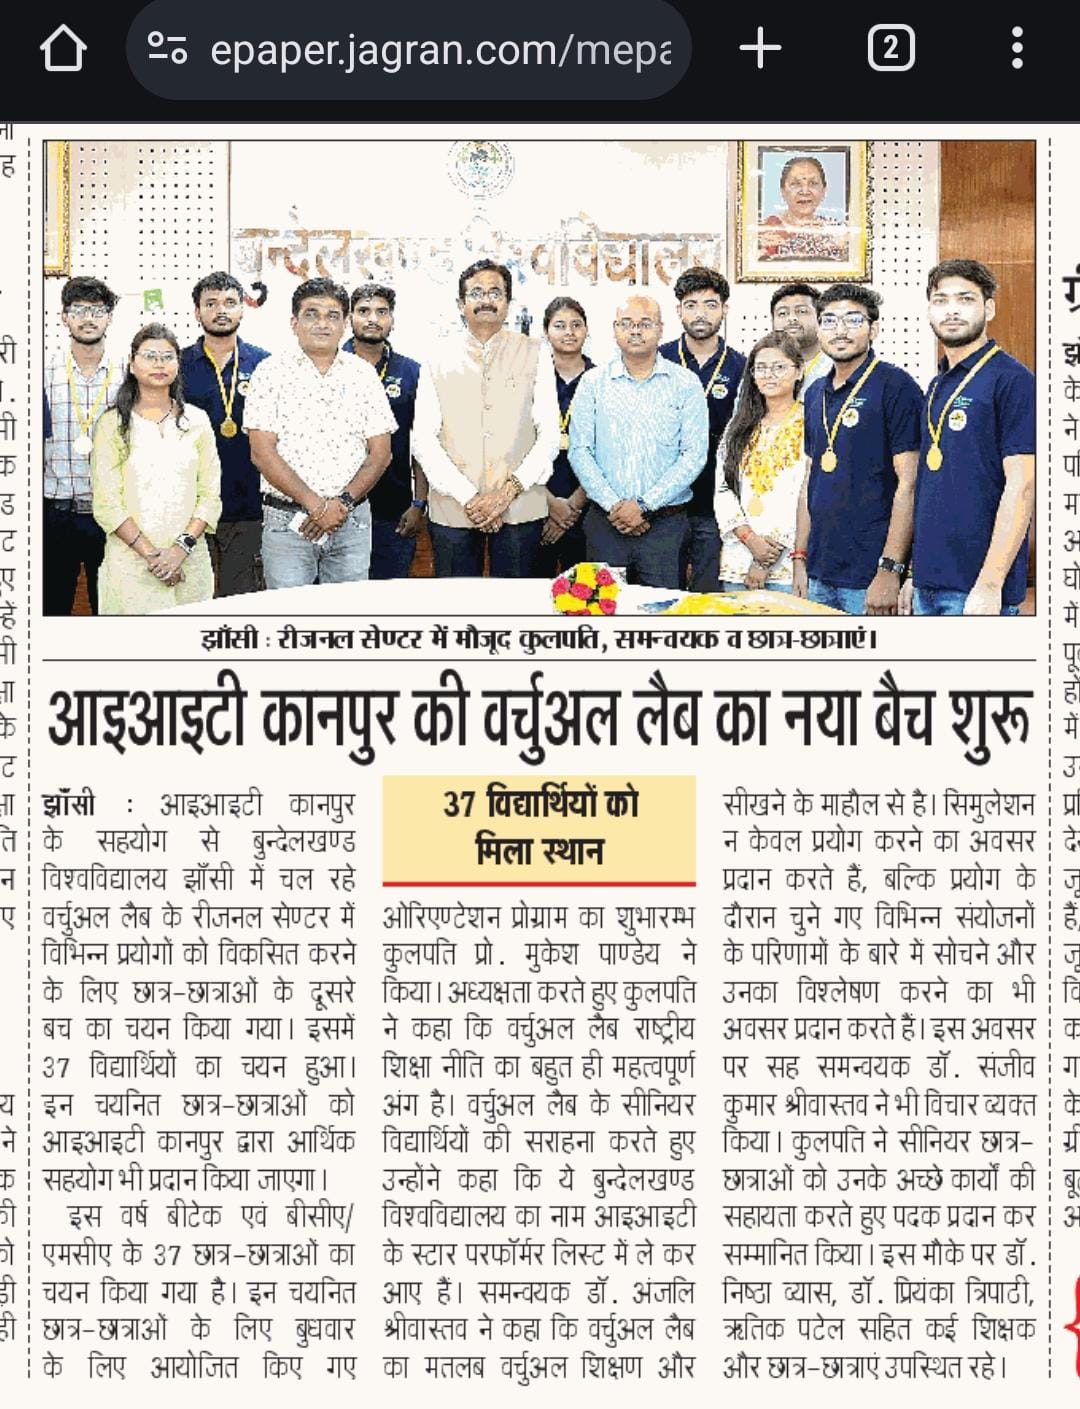 epaper.jagran.com/mepa
2
बुन्देलखण्ड विश्वविद्यालय
झाँसी : रीजनल सेण्टर में मौजूद कुलपति, समन्वयक व छात्र-छात्राएं।
आइआइटी कानपुर की वर्चुअल लैब का नया बैच शुरू
झाँसी : आइआइटी कानपुर
के सहयोग से बुन्देलखण्ड
विश्वविद्यालय झाँसी में चल रहे
वर्चुअल लैब के रीजनल सेण्टर में
विभिन्न प्रयोगों को विकसित करने
के लिए छात्र-छात्राओं के दूसरे
बच का चयन किया गया। इसमें
37 विद्यार्थियों का चयन हुआ।
इन चयनित छात्र-छात्राओं को
आइआइटी कानपुर द्वारा आर्थिक
सहयोग भी प्रदान किया जाएगा।
इस वर्ष बीटेक एवं बीसीए/
एमसीए के 37 छात्र-छात्राओं का
चयन किया गया है। इन चयनित
छात्र-छात्राओं के लिए बुधवार
के लिए आयोजित किए गए
37 विद्यार्थियों को
मिला स्थान
ओरिएण्टेशन प्रोग्राम का शुभारम्भ
कुलपति प्रो. मुकेश पाण्डेय ने
किया। अध्यक्षता करते हुए कुलपति
ने कहा कि वर्चुअल लैब राष्ट्रीय
शिक्षा नीति का बहुत ही महत्वपूर्ण
अंग है। वर्चुअल लैब के सीनियर
विद्यार्थियों की सराहना करते हुए
उन्होंने कहा कि ये बुन्देलखण्ड
विश्वविद्यालय का नाम आइआइटी
के स्टार परफॉर्मर लिस्ट में ले कर
आए हैं। समन्वयक डॉ. अंजलि
श्रीवास्तव ने कहा कि वर्चुअल लैब
का मतलब वर्चुअल शिक्षण और
सीखने के माहौल से है। सिमुलेशन
न केवल प्रयोग करने का अवसर
प्रदान करते हैं, बल्कि प्रयोग के
दौरान चुने गए विभिन्न संयोजनों
के परिणामों के बारे में सोचने और
उनका विश्लेषण करने का भी
अवसर प्रदान करते हैं। इस अवसर
पर सह समन्वयक डॉ. संजीव
कुमार श्रीवास्तव ने भी विचार व्यक्त
किया। कुलपति ने सीनियर छात्र-
छात्राओं को उनके अच्छे कार्यों की
सहायता करते हुए पदक प्रदान कर
सम्मानित किया। इस मौके पर डॉ.
निष्ठा व्यास, डॉ. प्रियंका त्रिपाठी,
ऋतिक पटेल सहित कई शिक्षक
और छात्र-छात्राएं उपस्थित रहे।